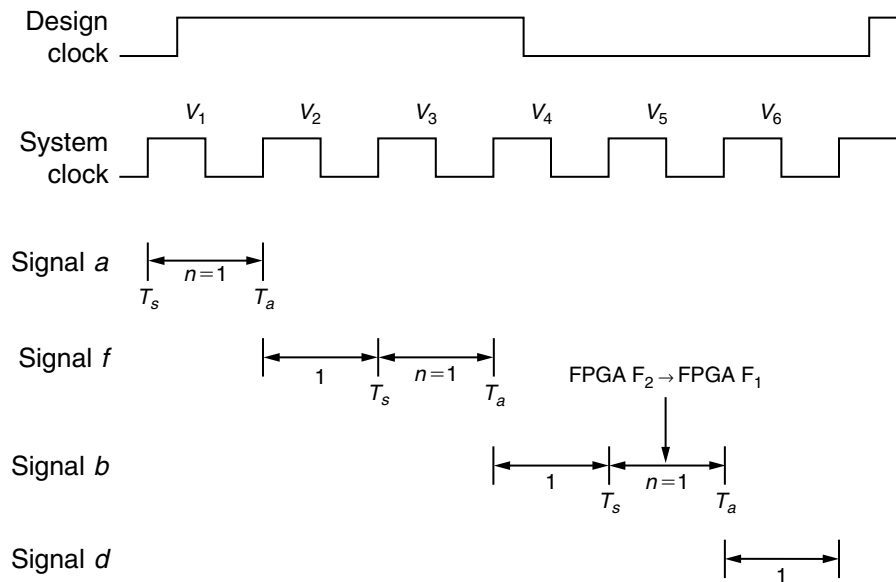 Design
clock
V1 V2 V3 V4 V5 V6
System
clock
Signal a
n=1
Ts Ta
Signal f
1 n=1
Ts Ta
FPGA F2→FPGA F1
Signal b
1 n=1
Ts Ta
Signal d
1